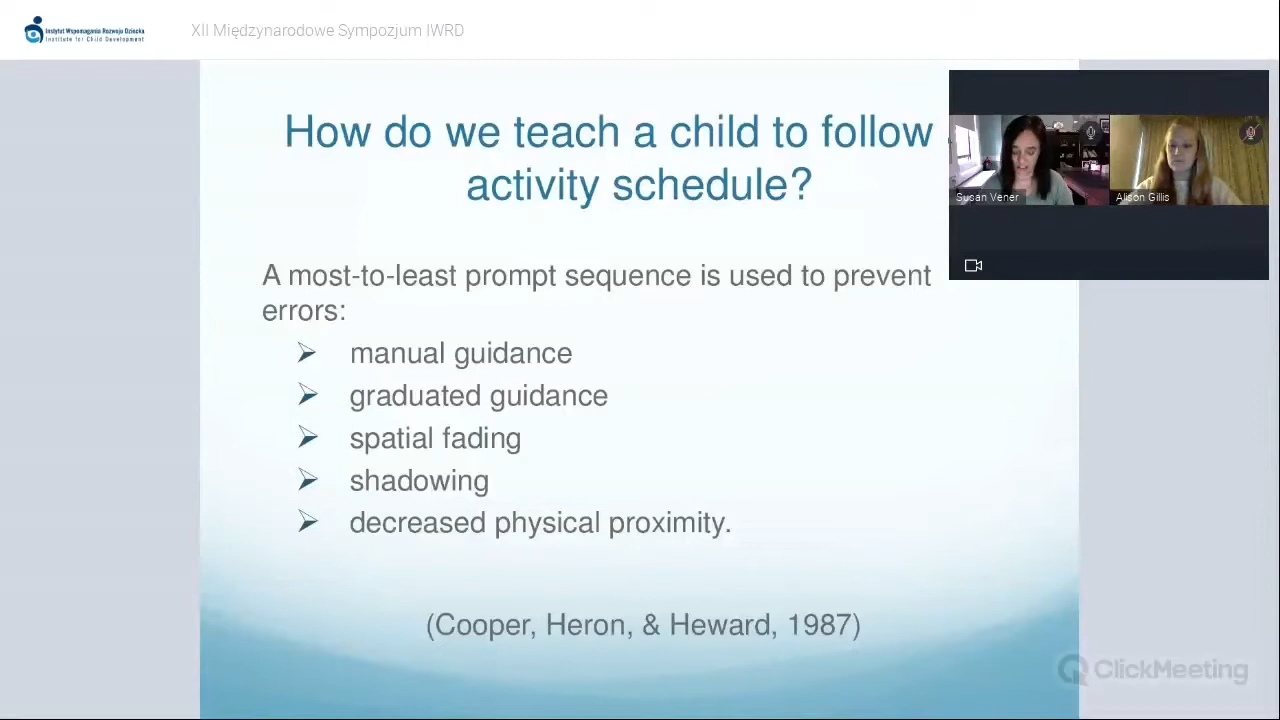 Instytut Wspomagania Rozwoju Dziecka
Institute for Child Development
XII Międzynarodowe Sympozjum IWRD
How do we teach a child to follow
activity schedule?
Susan Vener
Alison Gillis
A most-to-least prompt sequence is used to prevent
errors:
manual guidance
graduated guidance
spatial fading
shadowing
decreased physical proximity.
(Cooper, Heron, & Heward, 1987)
ClickMeeting